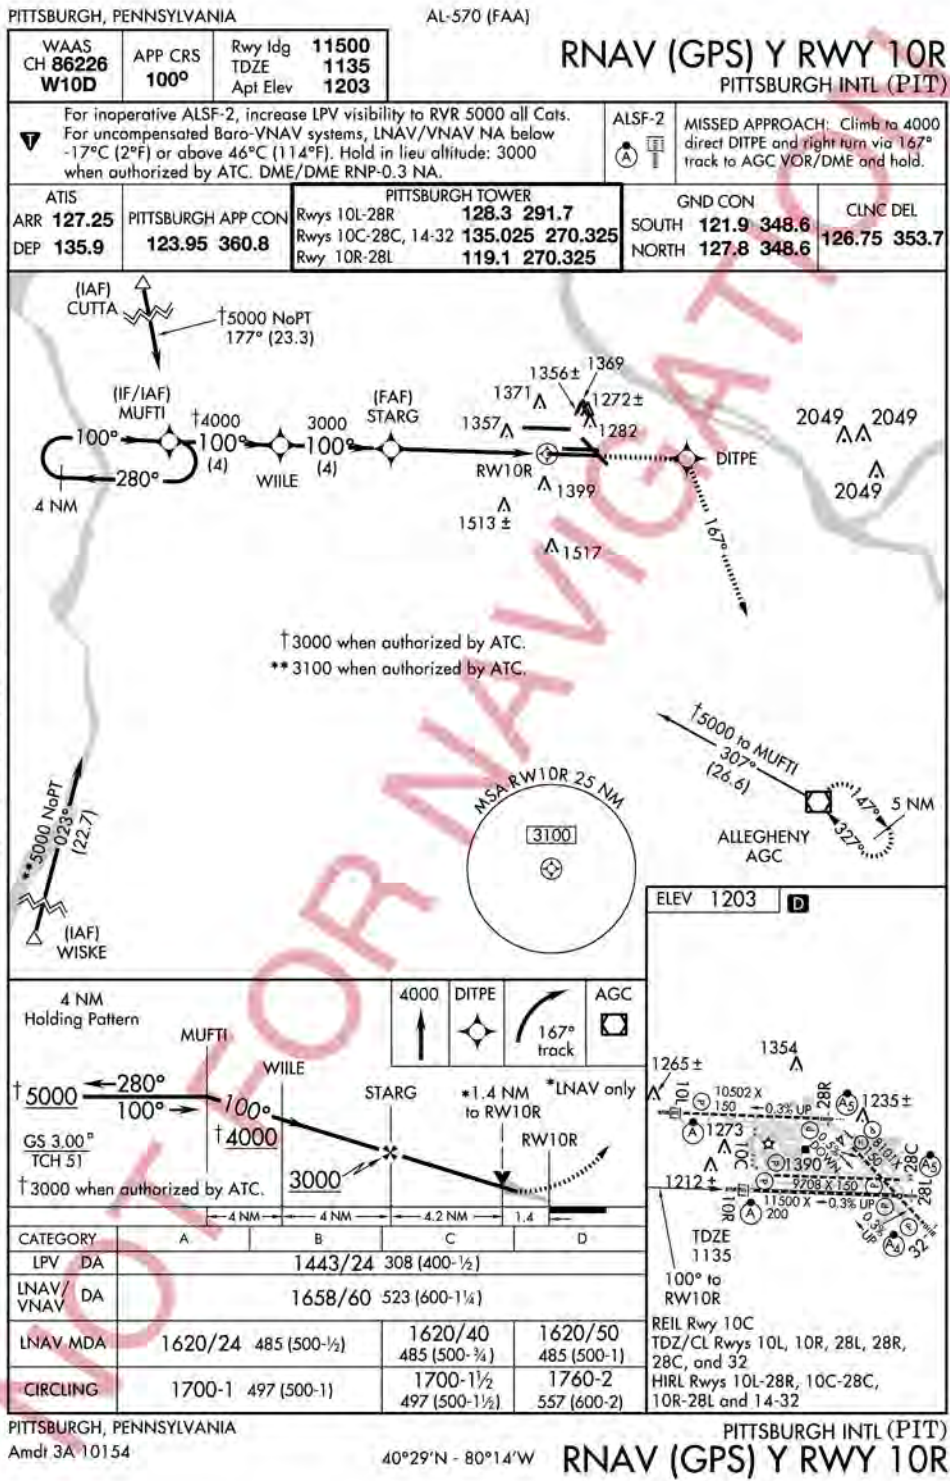 PITTSBURGH, PENNSYLVANIA
AL-570 (FAA)
WAAS
CH 86226
W10D
APP CRS
100°
Rwy ldg 11500
TDZE 1135
Apt Elev 1203
RNAV (GPS) Y RWY 10R
PITTSBURGH INTL (PIT)
T
For inoperative ALSF-2, increase LPV visibility to RVR 5000 all Cats.
For uncompensated Baro-VNAV systems, LNAV/VNAV NA below
-17°C (2°F) or above 46°C (114°F). Hold in lieu altitude: 3000
when authorized by ATC. DME/DME RNP-0.3 NA.
ALSF-2
A
MISSED APPROACH: Climb to 4000
direct DITPE and right turn via 167°
track to AGC VOR/DME and hold.
ATIS
ARR 127.25
DEP 135.9
PITTSBURGH APP CON
123.95 360.8
PITTSBURGH TOWER
Rwys 10L-28R 128.3 291.7
Rwys 10C-28C, 14-32 135.025 270.325
Rwy 10R-28L 119.1 270.325
GND CON
SOUTH 121.9 348.6
NORTH 127.8 348.6
CLNC DEL
126.75 353.7
(IAF)
CUTTA
†5000 NoPT
177° (23.3)
(IF/IAF)
MUFTI
†4000
100°
(4)
WIILE
3000
100°
(4)
(FAF)
STARG
100°
280°
4 NM
1371
1356±
1369
1272±
1282
1357
RW10R
1399
1513 ±
1517
DITPE
2049
2049
2049
167°
†3000 when authorized by ATC.
**3100 when authorized by ATC.
†5000 to MUFTI
307°
(26.6)
147°
327°
5 NM
ALLEGHENY
AGC
**5000 NoPT
023°
(22.7)
(IAF)
WISKE
MSA RW10R 25 NM
3100
NOT FOR NAVIGATION
ELEV 1203
D
4 NM
Holding Pattern
MUFTI
WIILE
STARG
4000
DITPE
167°
track
AGC
†5000
280°
100°
100°
†4000
3000
GS 3.00°
TCH 51
†3000 when authorized by ATC.
*1.4 NM
to RW10R
*LNAV only
RW10R
4 NM
4 NM
4.2 NM
1.4
CATEGORY A B C D
LPV DA 1443/24 308 (400-½)
LNAV/
VNAV DA 1658/60 523 (600-1¼)
LNAV MDA 1620/24 485 (500-½)
1620/40
485 (500-¾)
1620/50
485 (500-1)
CIRCLING 1700-1 497 (500-1)
1700-1½
497 (500-1½)
1760-2
557 (600-2)
1265 ±
1354
10L
10502 X
150
0.3% UP
28R
A5
1235±
A
1273
10C
1390
0.5%
DOWN
8101 X
150
28C
A5
1212 ±
9708 X 150
10R
A
11500 X
200
0.3% UP
28L
0.3%
UP
32
TDZE
1135
100° to
RW10R
REIL Rwy 10C
TDZ/CL Rwys 10L, 10R, 28L, 28R,
28C, and 32
HIRL Rwys 10L-28R, 10C-28C,
10R-28L and 14-32
PITTSBURGH, PENNSYLVANIA
Amdt 3A 10154
40°29'N - 80°14'W
PITTSBURGH INTL (PIT)
RNAV (GPS) Y RWY 10R